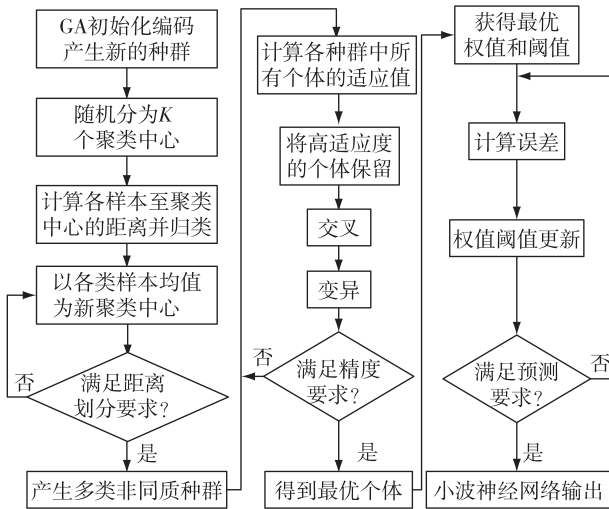 GA初始化编码
产生新的种群
随机分为K
个聚类中心
计算各样本至聚类
中心的距离并归类
以各类样本均值
为新聚类中心
否
满足距离
划分要求?
是
产生多类非同质种群
计算各种群中所
有个体的适应值
将高适应度
的个体保留
交叉
变异
否
满足精度
要求?
是
得到最优个体
获得最优
权值和阈值
计算误差
权值阈值更新
满足预测
要求?
否
是
小波神经网络输出